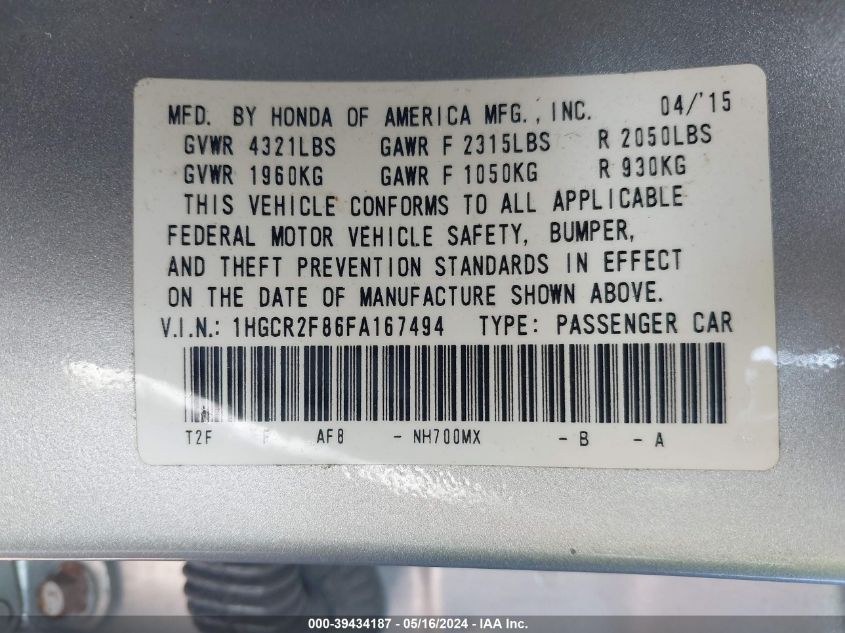 MFD. BY HONDA OF AMERICA MFG., INC. 04/'15
GVWR 4321LBS GAWR F 2315LBS R 2050LBS
GVWR 1960KG GAWR F 1050KG R 930KG
THIS VEHICLE CONFORMS TO ALL APPLICABLE
FEDERAL MOTOR VEHICLE SAFETY, BUMPER,
AND THEFT PREVENTION STANDARDS IN EFFECT
ON THE DATE OF MANUFACTURE SHOWN ABOVE.
V.I.N.: 1HGCR2F86FA167494 TYPE: PASSENGER CAR
T2F F AF8 - NH700MX - B - A
000-39434187 - 05/16/2024 - IAA Inc.